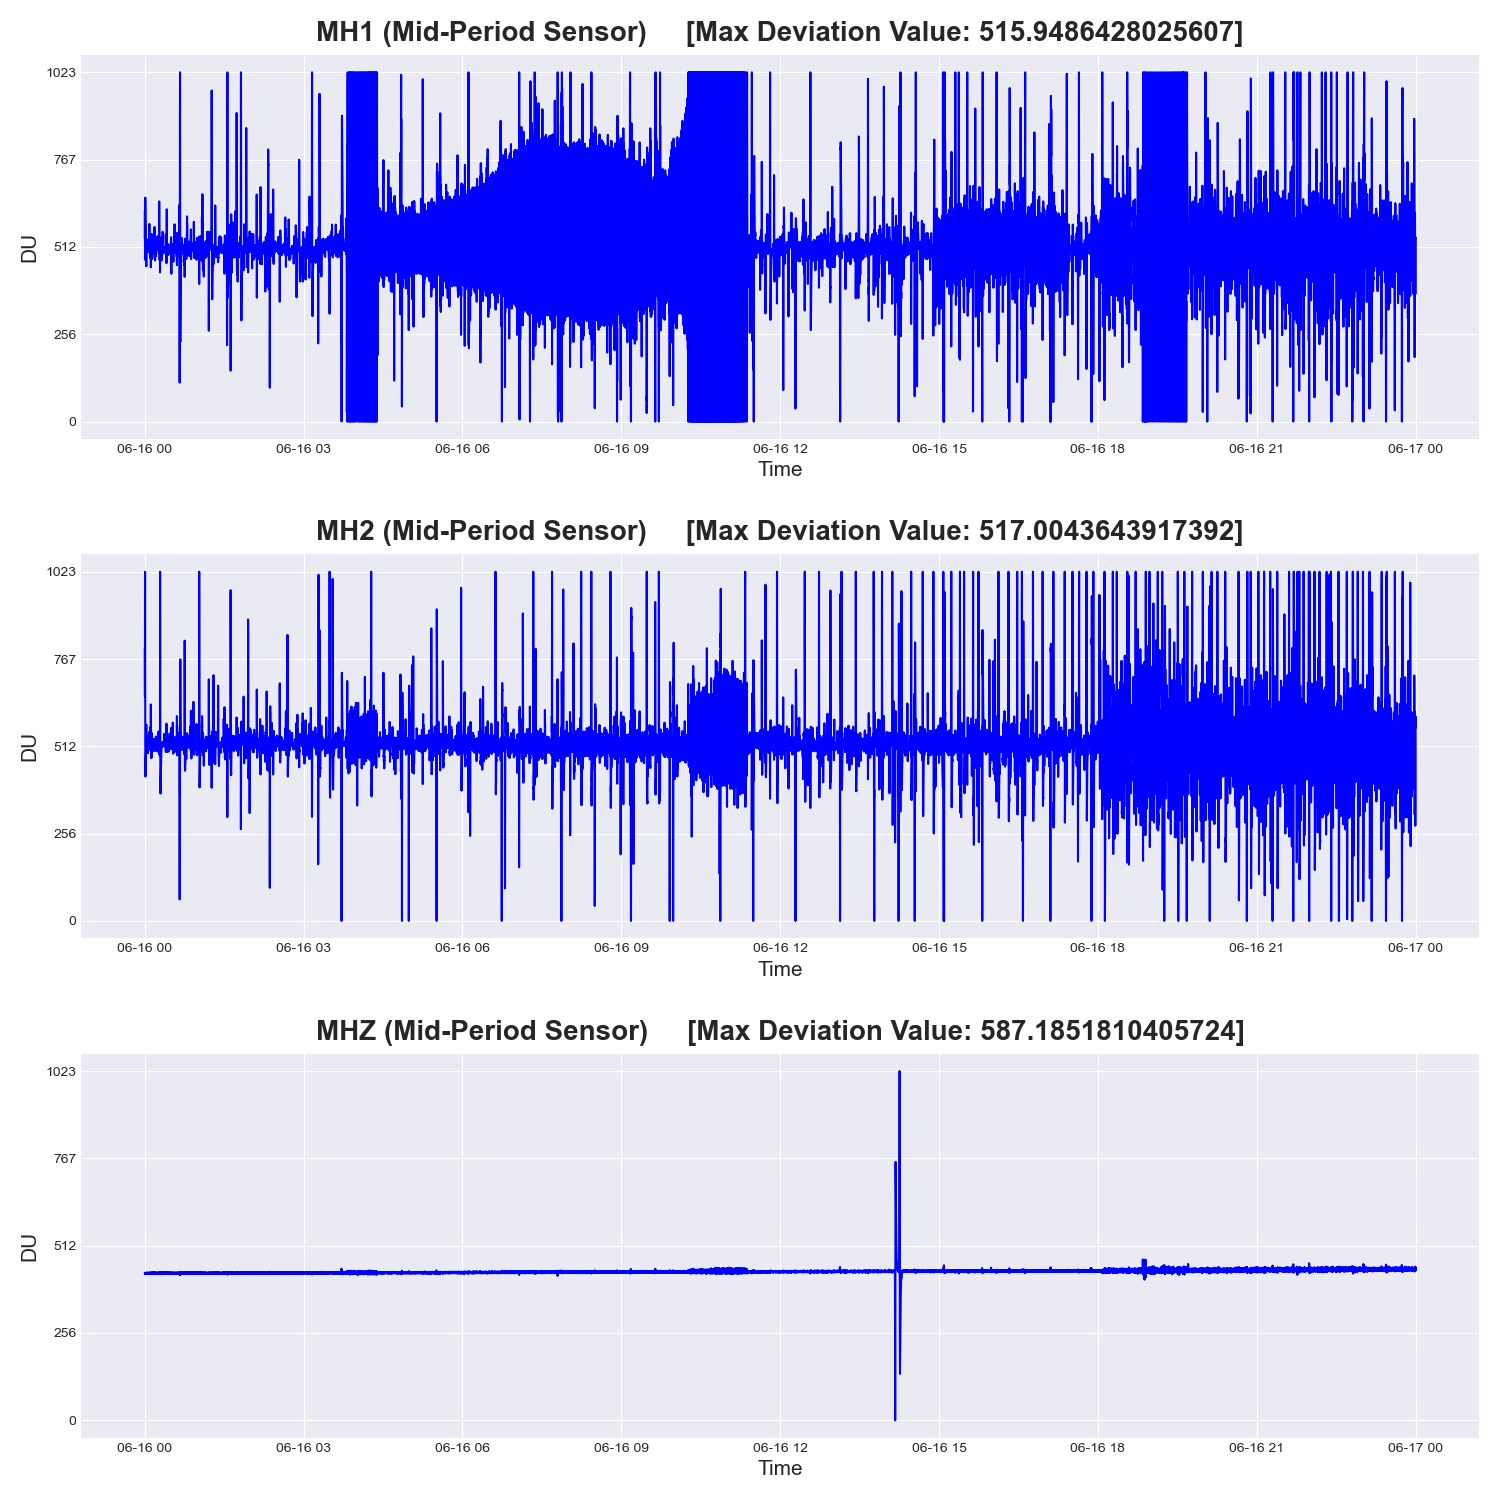 MH1 (Mid-Period Sensor) [Max Deviation Value: 515.9486428025607]
1023
767
512
256
0
DU
06-16 00 06-16 03 06-16 06 06-16 09 06-16 12 06-16 15 06-16 18 06-16 21 06-17 00
Time
MH2 (Mid-Period Sensor) [Max Deviation Value: 517.0043643917392]
1023
767
512
256
0
DU
06-16 00 06-16 03 06-16 06 06-16 09 06-16 12 06-16 15 06-16 18 06-16 21 06-17 00
Time
MHZ (Mid-Period Sensor) [Max Deviation Value: 587.1851810405724]
1023
767
512
256
0
DU
06-16 00 06-16 03 06-16 06 06-16 09 06-16 12 06-16 15 06-16 18 06-16 21 06-17 00
Time